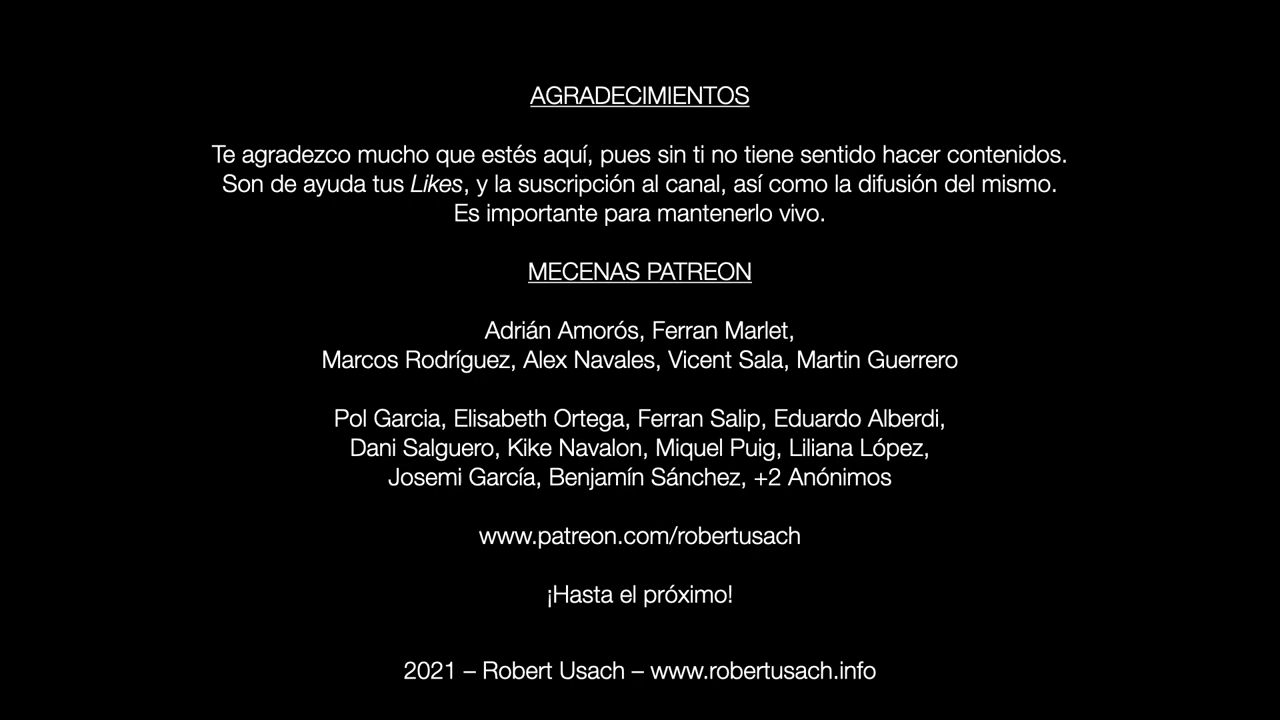 AGRADECIMIENTOS
Te agradezco mucho que estés aquí, pues sin ti no tiene sentido hacer contenidos.
Son de ayuda tus Likes, y la suscripción al canal, así como la difusión del mismo.
Es importante para mantenerlo vivo.
MECENAS PATREON
Adrián Amorós, Ferran Marlet,
Marcos Rodríguez, Alex Navales, Vicent Sala, Martin Guerrero
Pol Garcia, Elisabeth Ortega, Ferran Salip, Eduardo Alberdi,
Dani Salguero, Kike Navalon, Miquel Puig, Liliana López,
Josemi García, Benjamín Sánchez, +2 Anónimos
www.patreon.com/robertusach
¡Hasta el próximo!
2021 – Robert Usach – www.robertusach.info